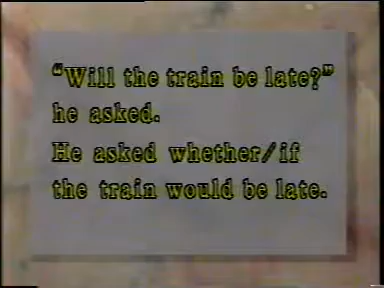 “Will the train be late?”
he asked.
He asked whether/if
the train would be late.